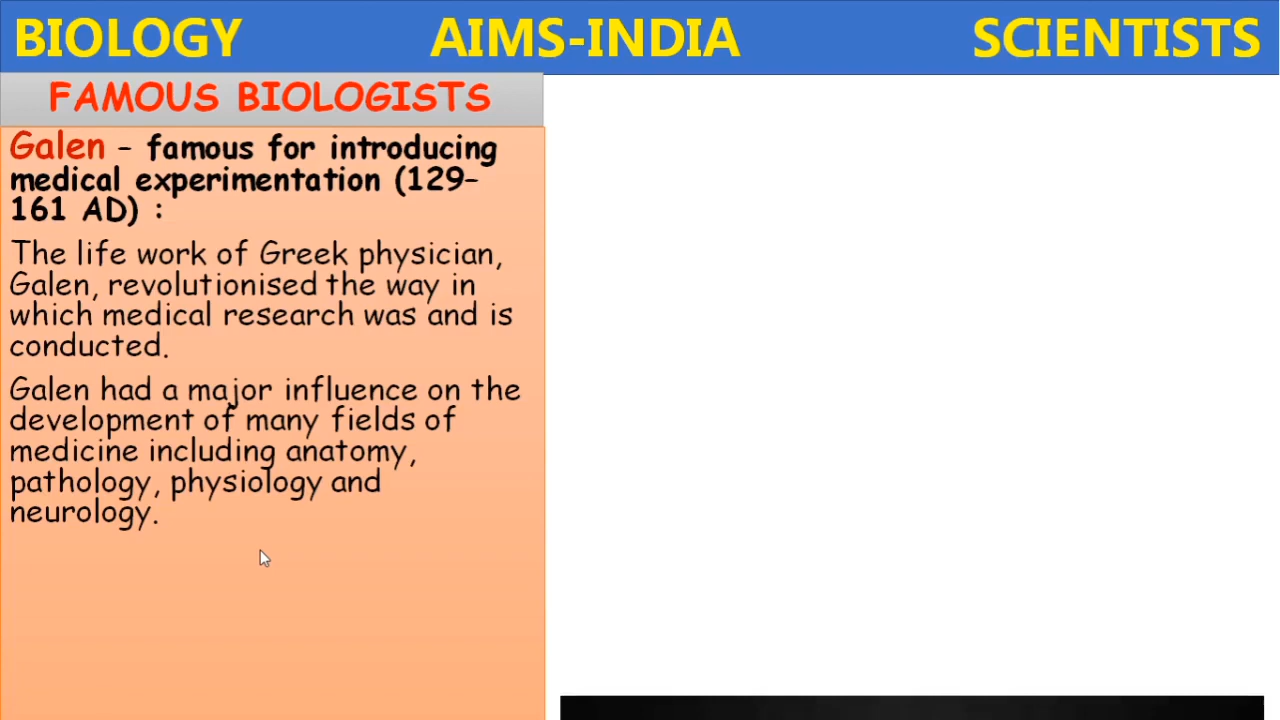 BIOLOGY AIMS-INDIA SCIENTISTS
FAMOUS BIOLOGISTS
Galen – famous for introducing
medical experimentation (129–
161 AD) :
The life work of Greek physician,
Galen, revolutionised the way in
which medical research was and is
conducted.
Galen had a major influence on the
development of many fields of
medicine including anatomy,
pathology, physiology and
neurology.